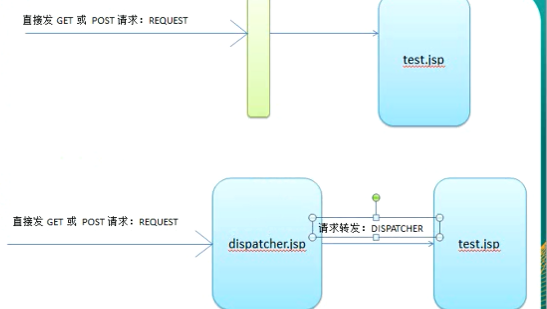 直接发 GET 或 POST 请求：REQUEST
test.jsp
直接发 GET 或 POST 请求：REQUEST
dispatcher.jsp
请求转发：DISPATCHER
test.jsp